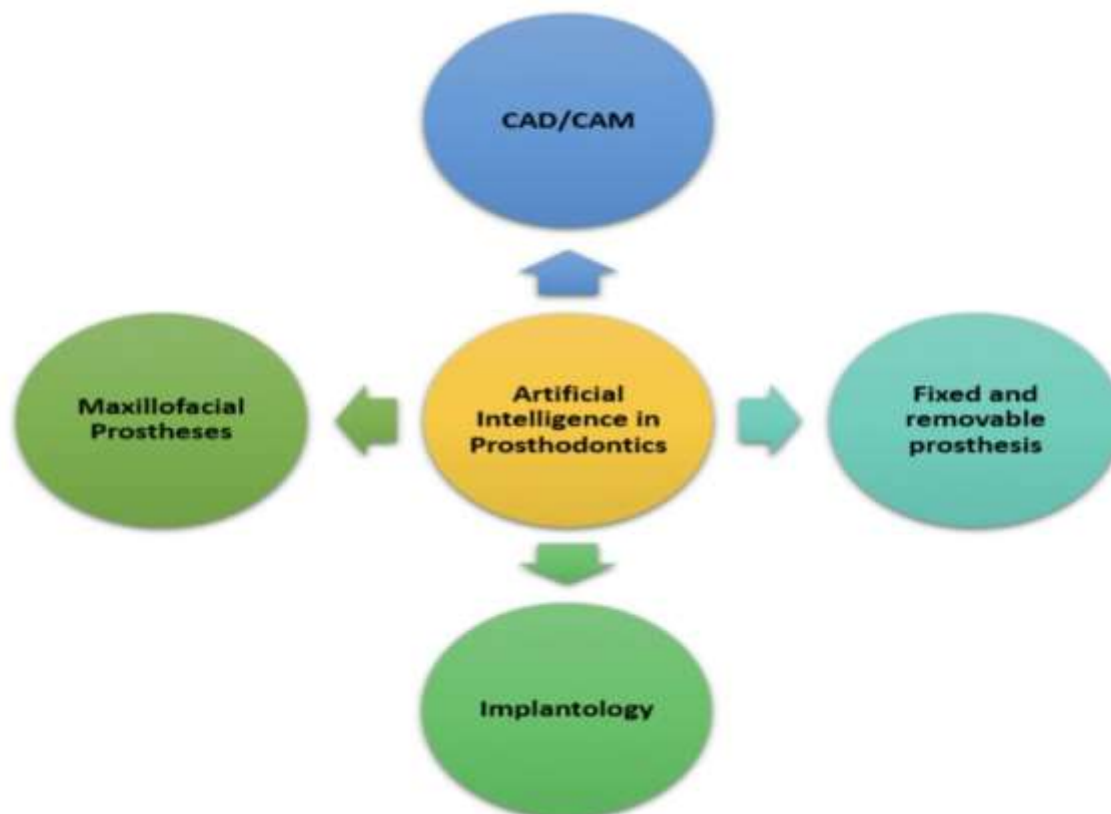 CAD/CAM
Maxillofacial
Prostheses
Artificial
Intelligence in
Prosthodontics
Fixed and
removable
prosthesis
Implantology